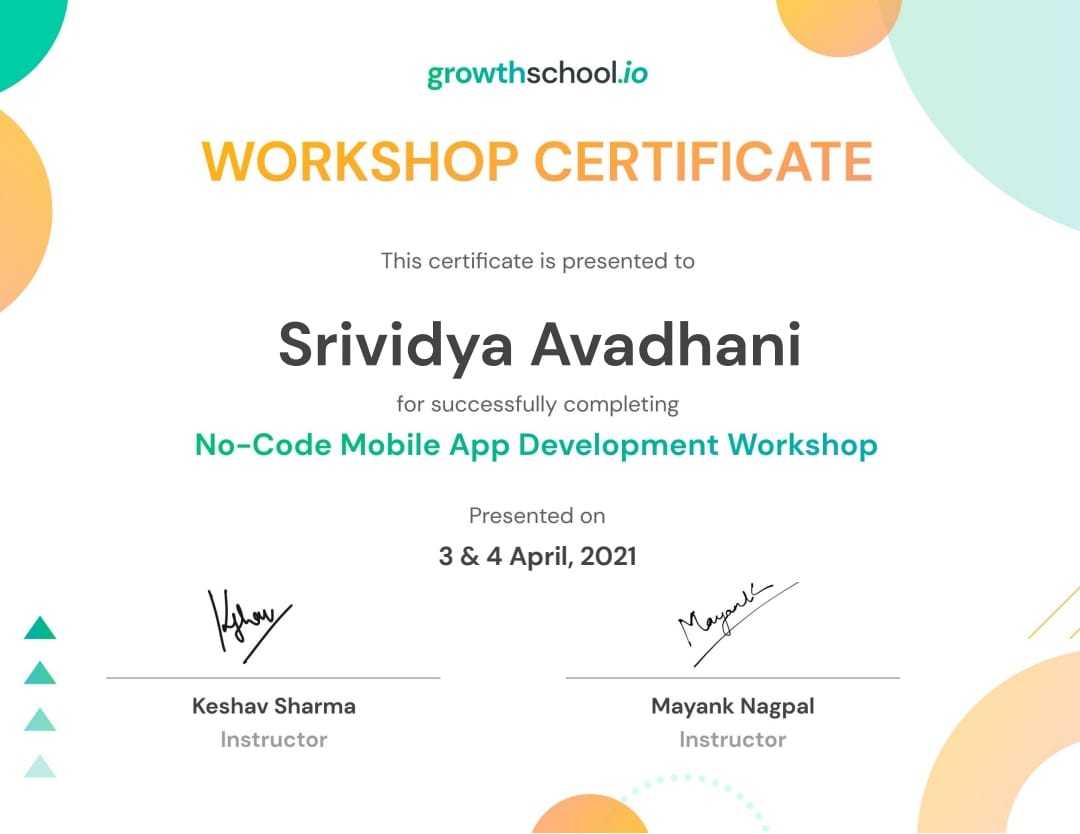 growthschool.io
WORKSHOP CERTIFICATE
This certificate is presented to
Srividya Avadhani
for successfully completing
No-Code Mobile App Development Workshop
Presented on
3 & 4 April, 2021
Keshav
Mayank
Keshav Sharma
Mayank Nagpal
Instructor
Instructor